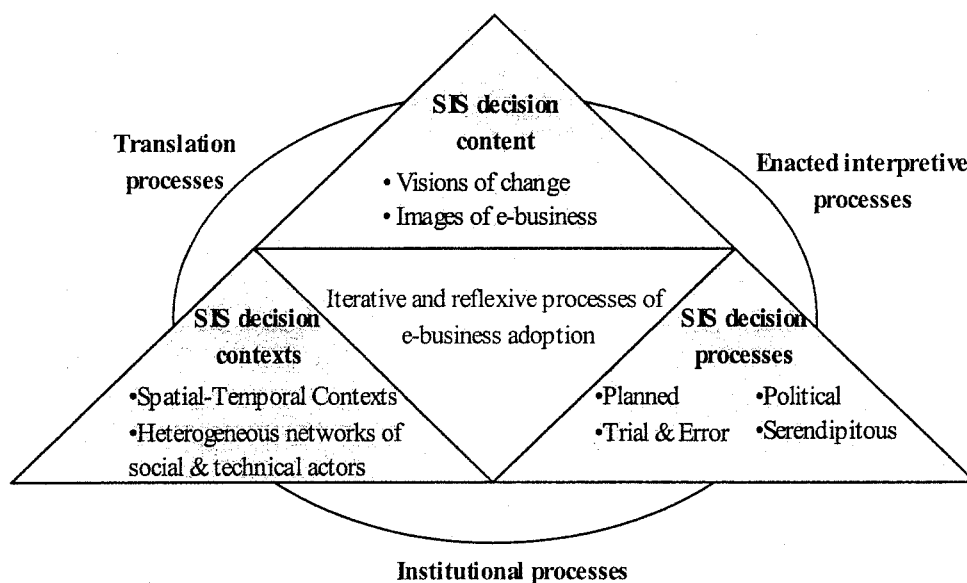 SIS decision
content
• Visions of change
• Images of e-business
Translation
processes
Enacted interpretive
processes
Iterative and reflexive processes of
e-business adoption
SIS decision
contexts
•Spatial-Temporal Contexts
•Heterogeneous networks of
social & technical actors
SIS decision
processes
•Planned •Political
•Trial & Error •Serendipitous
Institutional processes